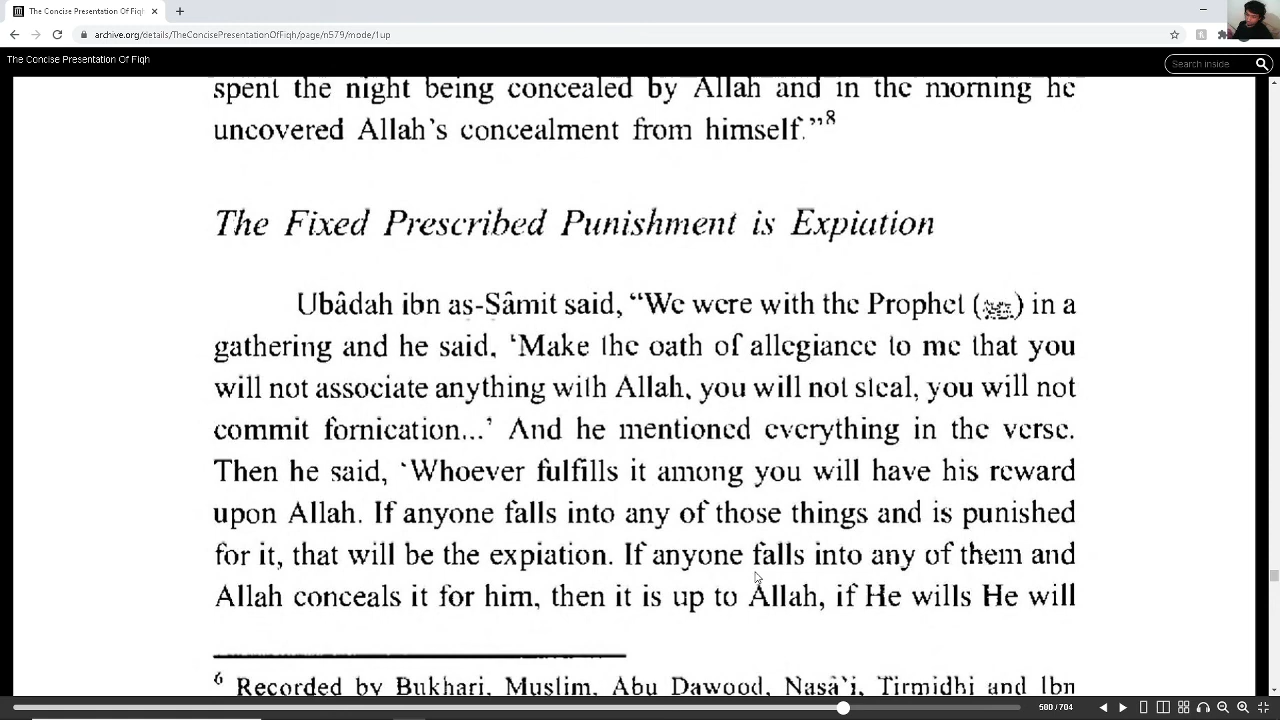 The Concise Presentation Of Fiqh
archive.org/details/TheConcisePresentationOfFiqh/page/n579/mode/1up
The Concise Presentation Of Fiqh
Search inside
spent the night being concealed by Allah and in the morning he
uncovered Allah’s concealment from himself.”8
The Fixed Prescribed Punishment is Expiation
Ubâdah ibn as-Sâmit said, “We were with the Prophet (ﷺ) in a
gathering and he said, ‘Make the oath of allegiance to me that you
will not associate anything with Allah, you will not steal, you will not
commit fornication...’ And he mentioned everything in the verse.
Then he said, ‘Whoever fulfills it among you will have his reward
upon Allah. If anyone falls into any of those things and is punished
for it, that will be the expiation. If anyone falls into any of them and
Allah conceals it for him, then it is up to Allah, if He wills He will
6 Recorded by Bukhari, Muslim, Abu Dawood, Nasâ`i, Tirmidhi and Ibn
580 / 704